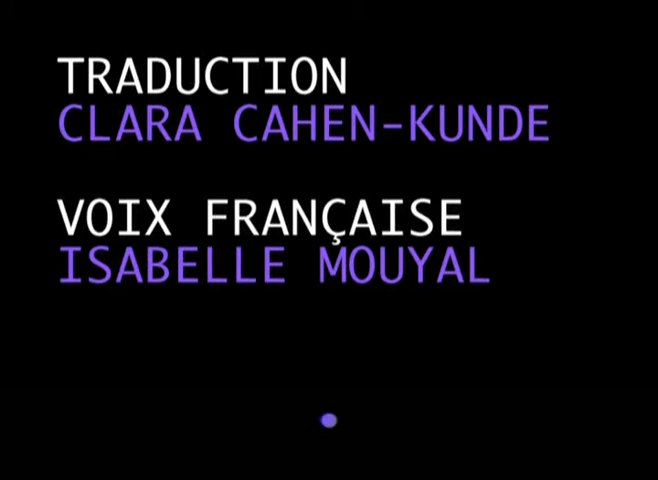 TRADUCTION
CLARA CAHEN-KUNDE
VOIX FRANÇAISE
ISABELLE MOUYAL